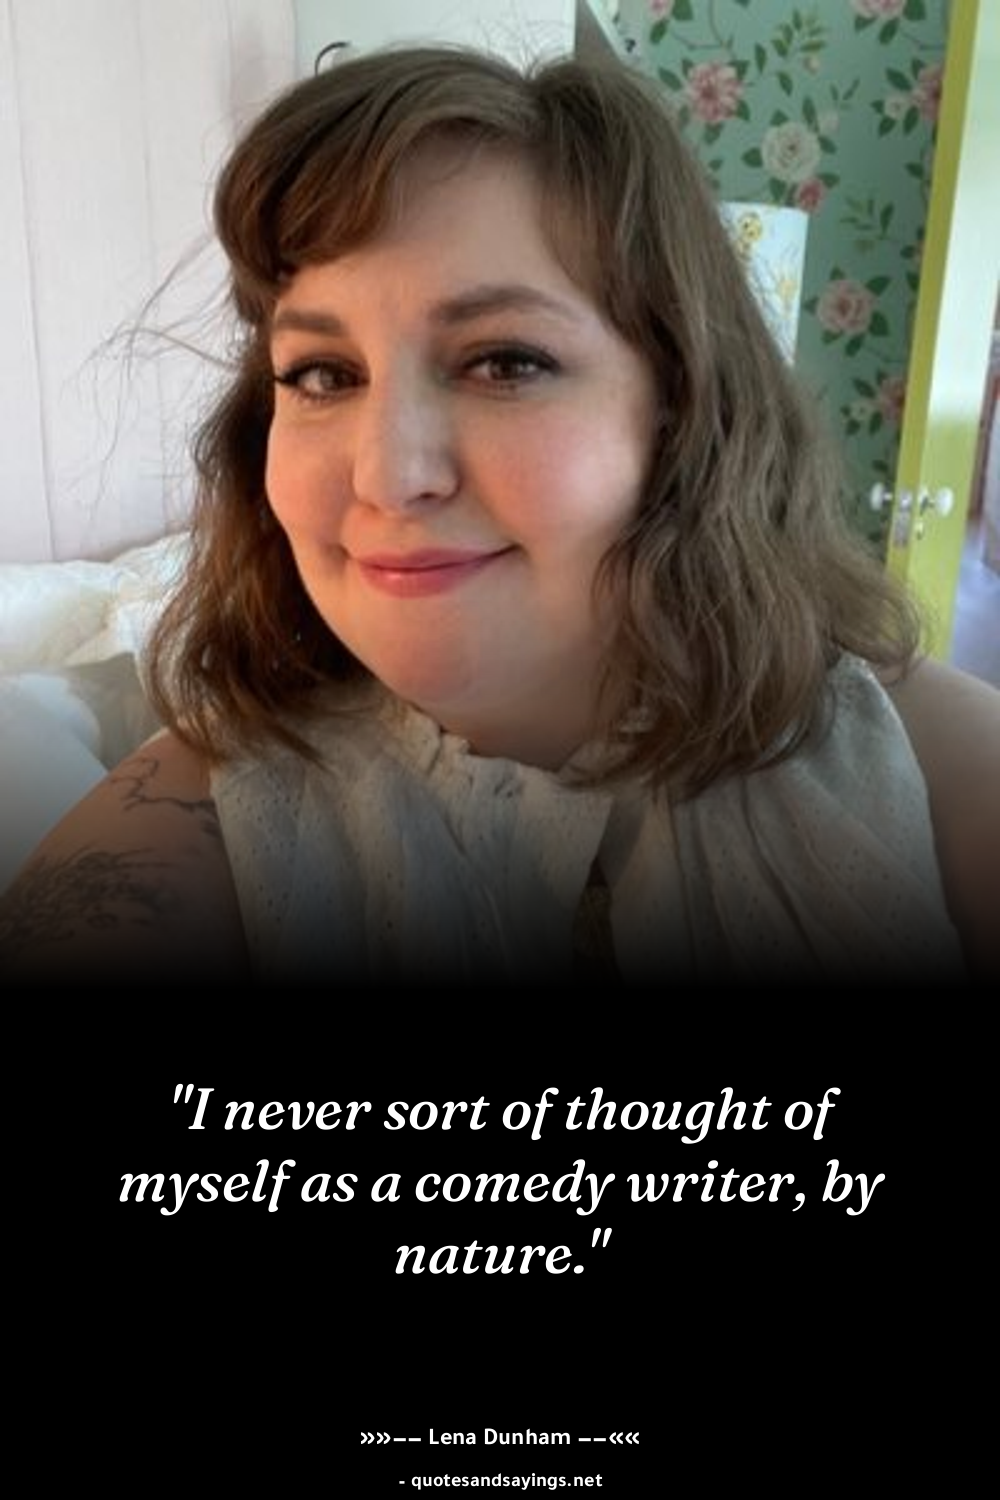 "I never sort of thought of
myself as a comedy writer, by
nature."
»»−− Lena Dunham −−««
- quotesandsayings.net